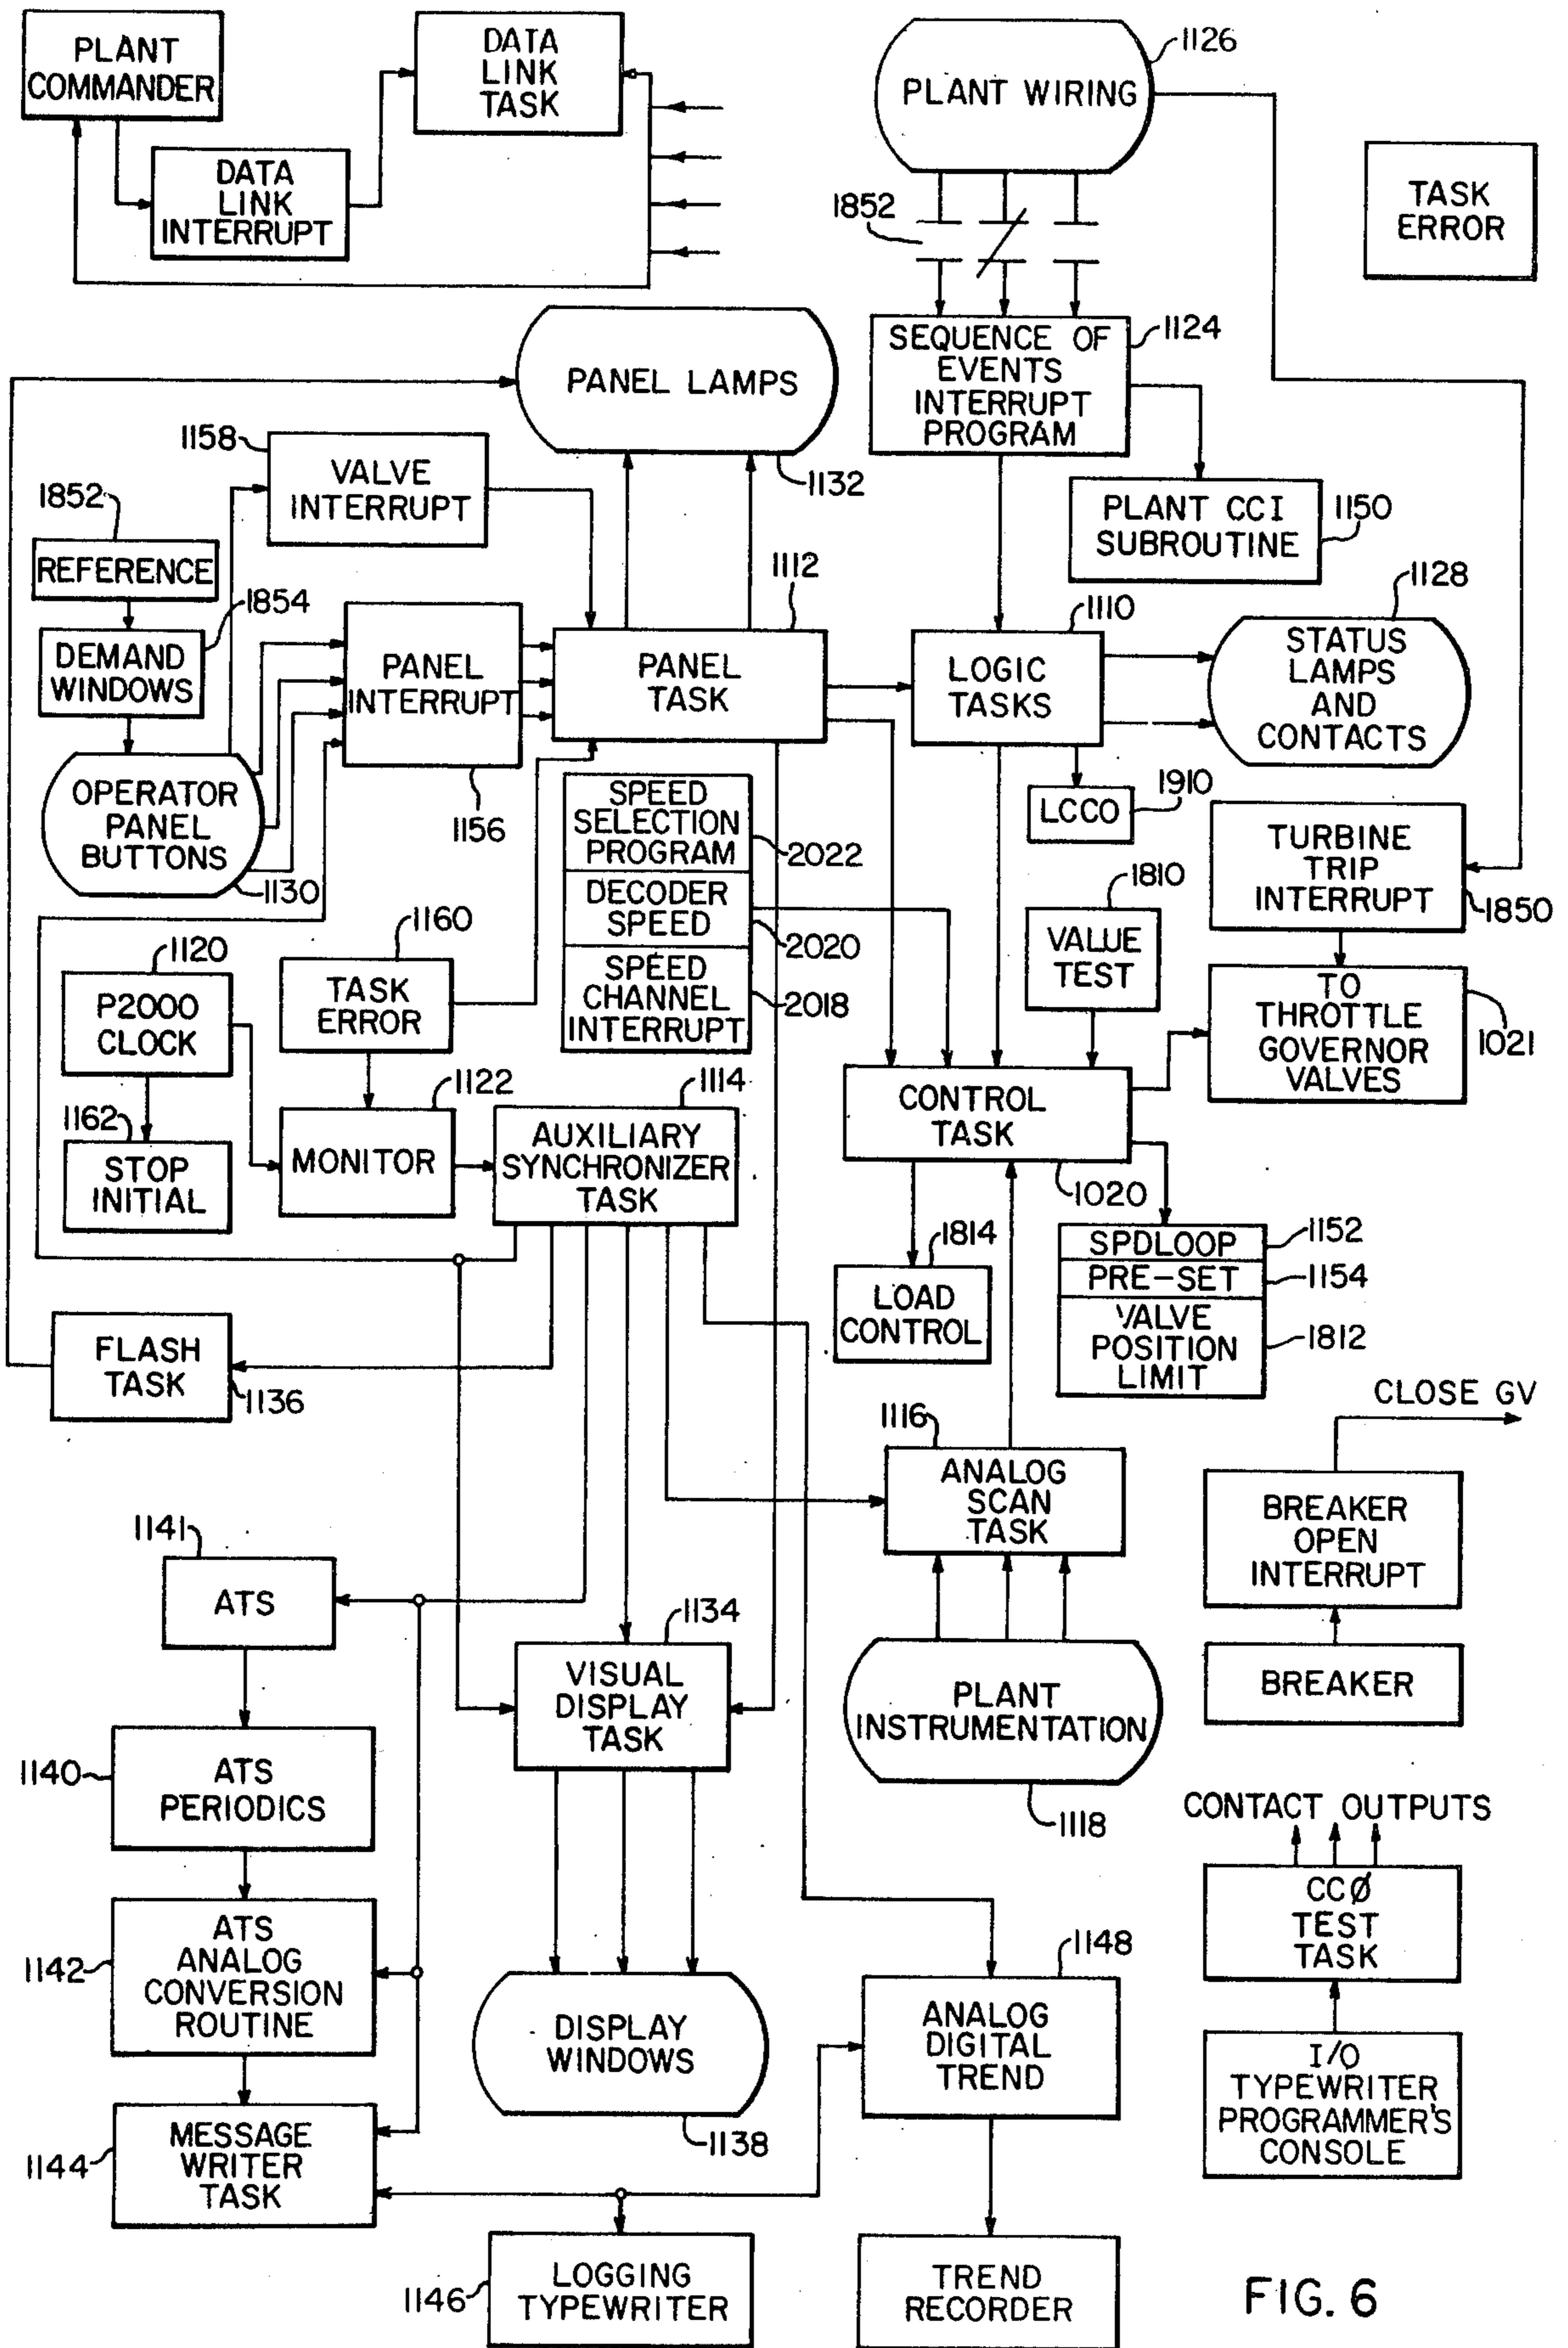 PLANT
COMMANDER
DATA
LINK
TASK
DATA
LINK
INTERRUPT
PLANT WIRING
1126
TASK
ERROR
1852
SEQUENCE OF
EVENTS
INTERRUPT
PROGRAM
1124
PANEL LAMPS
1132
1158
VALVE
INTERRUPT
PLANT CCI
SUBROUTINE
1150
1852
REFERENCE
1854
DEMAND
WINDOWS
PANEL
INTERRUPT
1156
1112
PANEL
TASK
1110
LOGIC
TASKS
1128
STATUS
LAMPS
AND
CONTACTS
OPERATOR
PANEL
BUTTONS
1130
SPEED
SELECTION
PROGRAM
2022
DECODER
SPEED
2020
SPEED
CHANNEL
INTERRUPT
2018
LCCO
1910
TURBINE
TRIP
INTERRUPT
1850
1810
VALUE
TEST
1120
P2000
CLOCK
1160
TASK
ERROR
TO
THROTTLE
GOVERNOR
VALVES
1021
1162
STOP
INITIAL
1122
MONITOR
1114
AUXILIARY
SYNCHRONIZER
TASK
CONTROL
TASK
1020
1814
LOAD
CONTROL
SPDLOOP
1152
PRE-SET
1154
VALVE
POSITION
LIMIT
1812
FLASH
TASK
1136
CLOSE GV
1116
ANALOG
SCAN
TASK
BREAKER
OPEN
INTERRUPT
1141
ATS
1134
VISUAL
DISPLAY
TASK
PLANT
INSTRUMENTATION
1118
BREAKER
1140
ATS
PERIODICS
CONTACT OUTPUTS
CCØ
TEST
TASK
1142
ATS
ANALOG
CONVERSION
ROUTINE
DISPLAY
WINDOWS
1138
1148
ANALOG
DIGITAL
TREND
I/O
TYPEWRITER
PROGRAMMER'S
CONSOLE
1144
MESSAGE
WRITER
TASK
1146
LOGGING
TYPEWRITER
TREND
RECORDER
FIG. 6